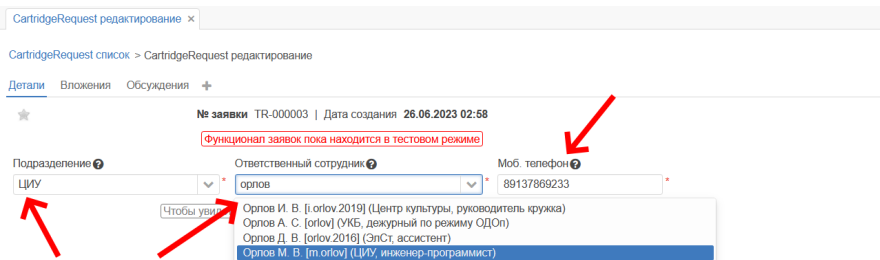 CartridgeRequest редактирование ×
CartridgeRequest список > CartridgeRequest редактирование
Детали Вложения Обсуждения +
№ заявки TR-000003 | Дата создания 26.06.2023 02:58
Функционал заявок пока находится в тестовом режиме
Подразделение ? Ответственный сотрудник ? Моб. телефон ?
ЦИУ * орлов * 89137869233 *
Чтобы увид
Орлов И. В. [i.orlov.2019] (Центр культуры, руководитель кружка)
Орлов А. С. [orlov] (УКБ, дежурный по режиму ОДОп)
Орлов Д. В. [orlov.2016] (ЭлСт, ассистент)
Орлов М. В. [m.orlov] (ЦИУ, инженер-программист)